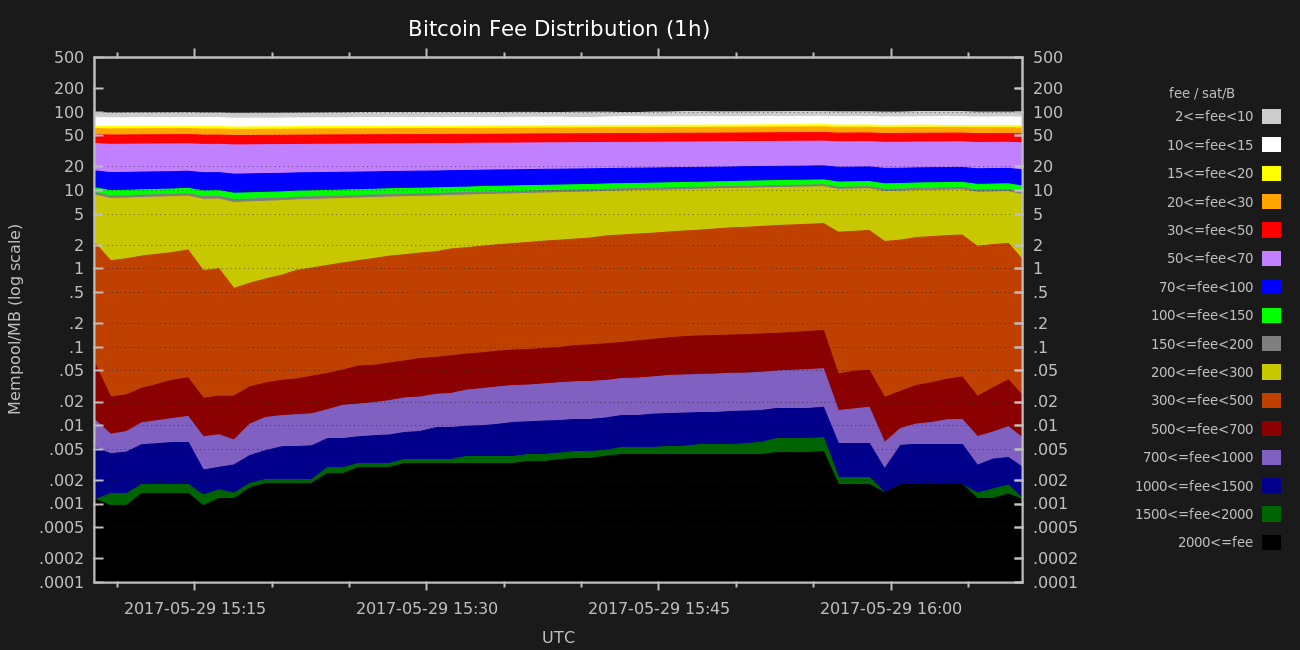 Bitcoin Fee Distribution (1h)
500 500
200 200
100 100
50 50
20 20
10 10
5 5
2 2
1 1
.5 .5
.2 .2
.1 .1
.05 .05
.02 .02
.01 .01
.005 .005
.002 .002
.001 .001
.0005 .0005
.0002 .0002
.0001 .0001
Mempool/MB (log scale)
2017-05-29 15:15 2017-05-29 15:30 2017-05-29 15:45 2017-05-29 16:00
UTC
fee / sat/B
2<=fee<10
10<=fee<15
15<=fee<20
20<=fee<30
30<=fee<50
50<=fee<70
70<=fee<100
100<=fee<150
150<=fee<200
200<=fee<300
300<=fee<500
500<=fee<700
700<=fee<1000
1000<=fee<1500
1500<=fee<2000
2000<=fee